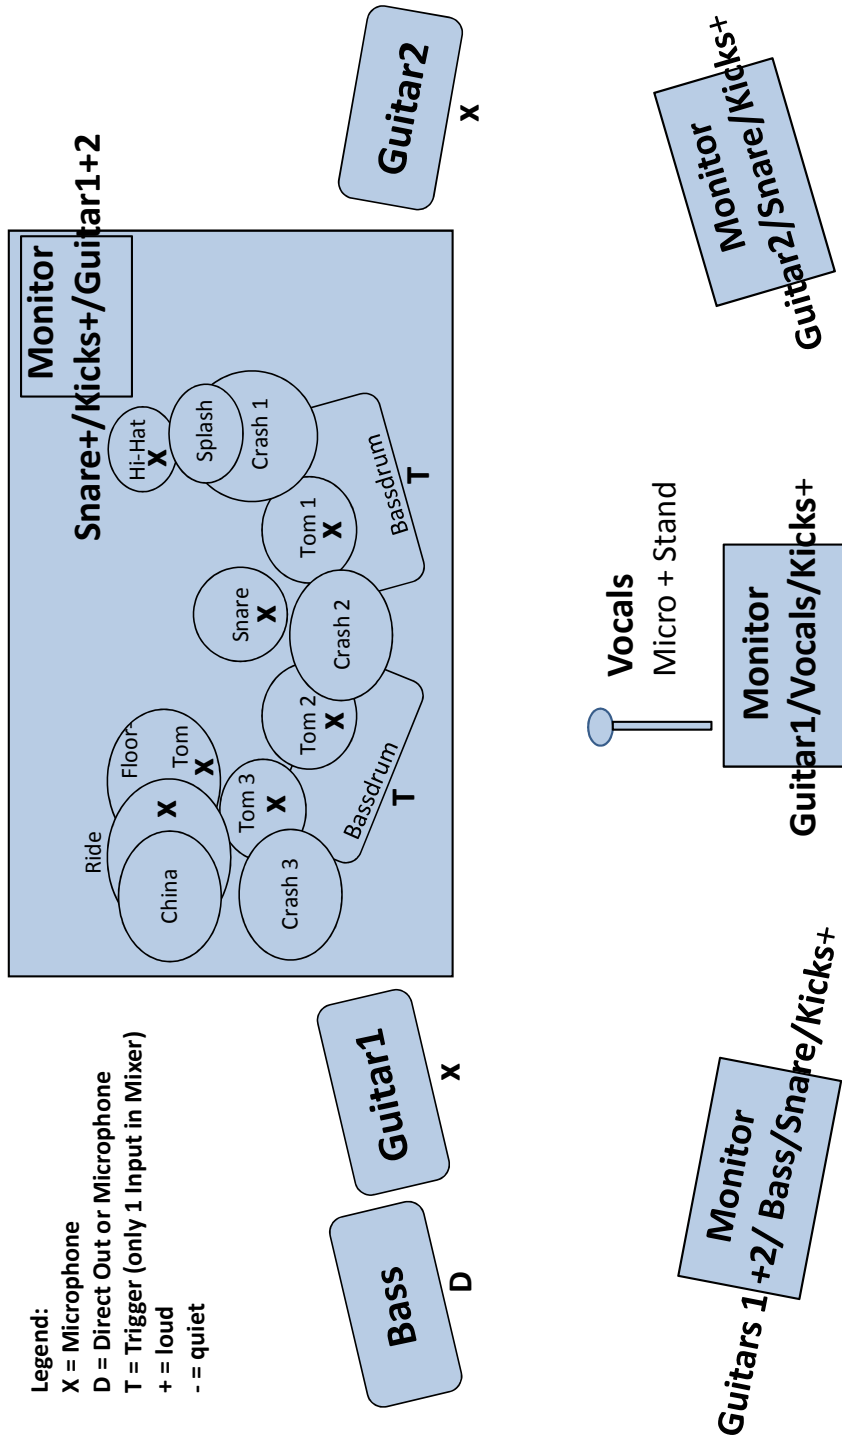 Legend:
X = Microphone
D = Direct Out or Microphone
T = Trigger (only 1 Input in Mixer)
+ = loud
- = quiet
Monitor
Snare+/Kicks+/Guitar1+2
Ride
Floor-
Tom
X
X
China
Hi-Hat
X
Splash
Crash 1
Snare
X
Tom 3
X
Tom 2
X
Tom 1
X
Crash 3
Crash 2
Bassdrum
T
Bassdrum
T
Bass
D
Guitar1
X
Guitar2
X
Vocals
Micro + Stand
Monitor
Guitars 1 +2/ Bass/Snare/Kicks+
Monitor
Guitar1/Vocals/Kicks+
Monitor
Guitar2/Snare/Kicks+